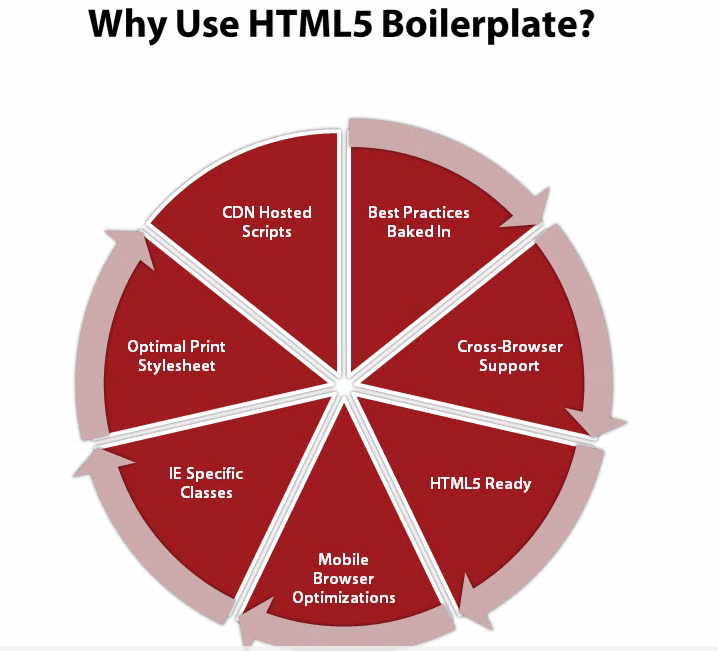 Why Use HTML5 Boilerplate?
CDN Hosted
Scripts
Best Practices
Baked In
Cross-Browser
Support
HTML5 Ready
Mobile
Browser
Optimizations
IE Specific
Classes
Optimal Print
Stylesheet